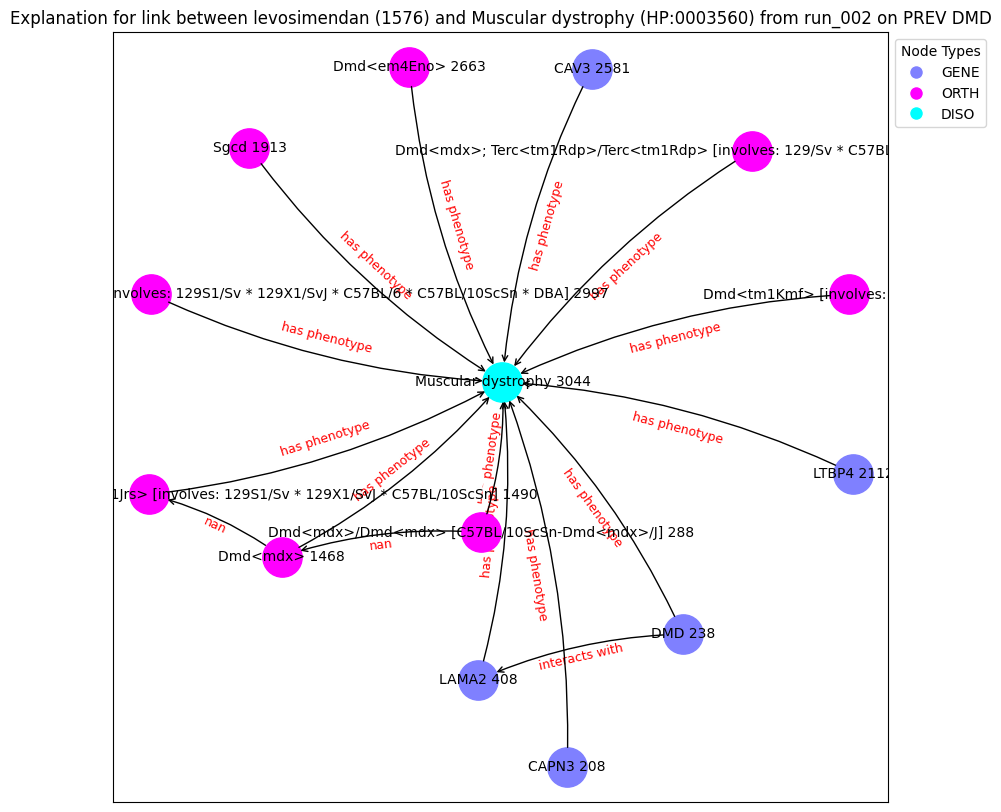 Explanation for link between levosimendan (1576) and Muscular dystrophy (HP:0003560) from run_002 on PREV DMD
Node Types
GENE
ORTH
DISO
Dmd<em4Eno> 2663
CAV3 2581
Sgcd 1913
Dmd<mdx>; Terc<tm1Rdp>/Terc<tm1Rdp> [involves: 129/Sv * C57BL
has phenotype
has phenotype
has phenotype
has phenotype
nvolves: 129S1/Sv * 129X1/SvJ * C57BL/6 * C57BL/10ScSn * DBA] 2997
Dmd<tm1Kmf> [involves:
has phenotype
has phenotype
Muscular dystrophy 3044
has phenotype
has phenotype
has phenotype
phenotype
LTBP4 2112
has phenotype
1Jrs> [involves: 129S1/Sv * 129X1/SvJ * C57BL/10ScSn] 1490
nan
Dmd<mdx>/Dmd<mdx> [C57BL/10ScSn-Dmd<mdx>/J] 288
nan
Dmd<mdx> 1468
has phenotype
DMD 238
interacts with
LAMA2 408
CAPN3 208